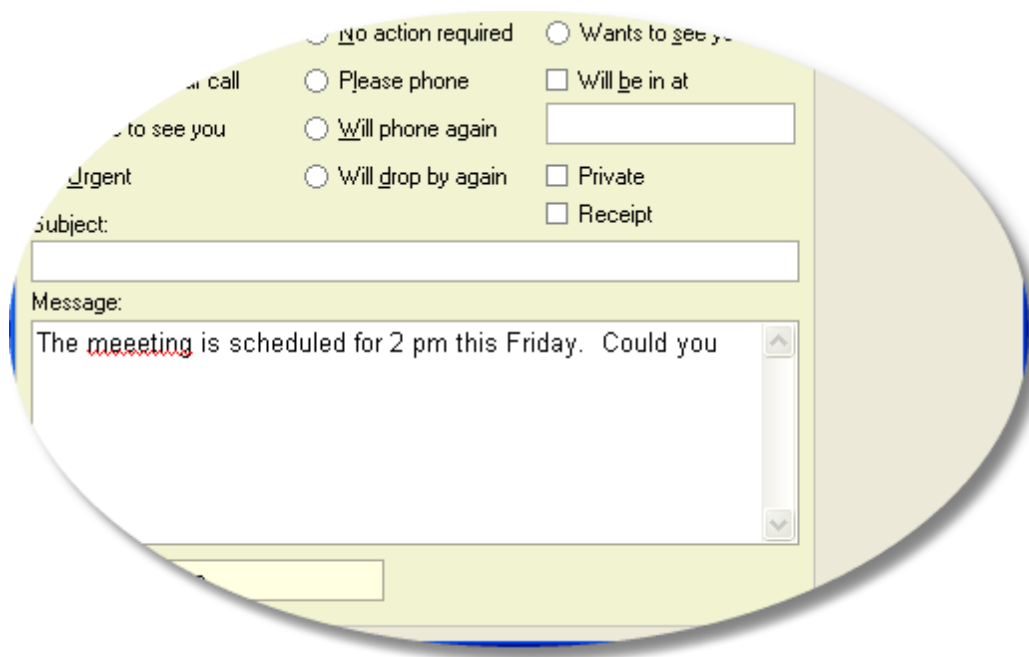 No action required Wants to see
call Please phone Will be in at
to see you Will phone again
Urgent Will drop by again Private
Receipt
Subject:
Message:
The meeeting is scheduled for 2 pm this Friday. Could you